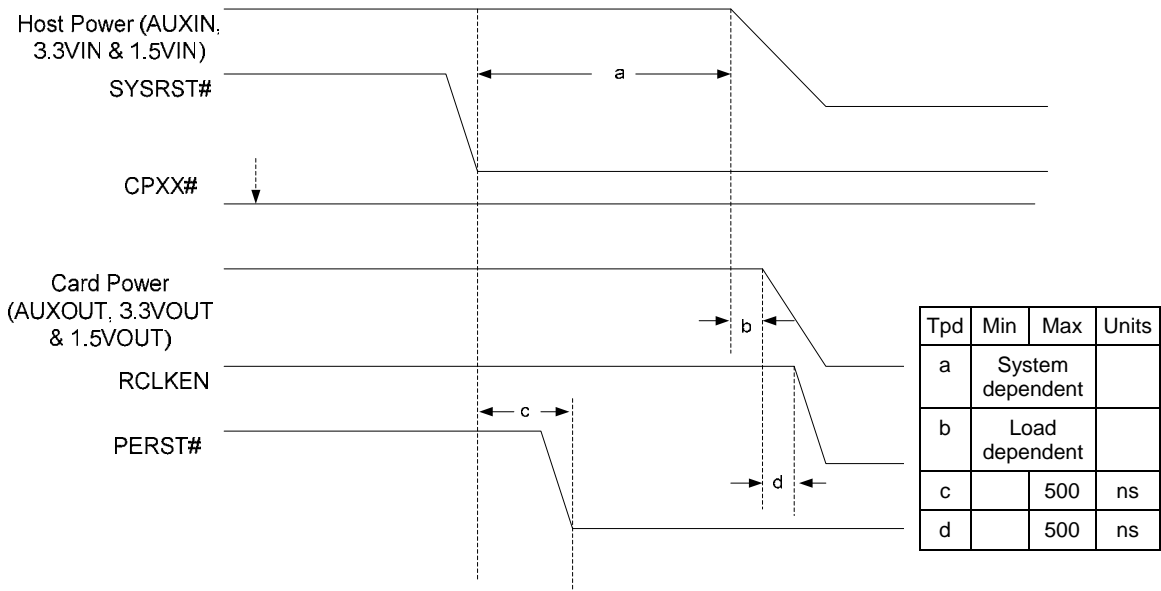 Host Power (AUXIN,
3.3VIN & 1.5VIN)
a
SYSRST#
CPXX#
Card Power
(AUXOUT, 3.3VOUT
& 1.5VOUT)
b
RCLKEN
c
PERST#
d
Tpd Min Max Units
a System
dependent
b Load
dependent
c 500 ns
d 500 ns